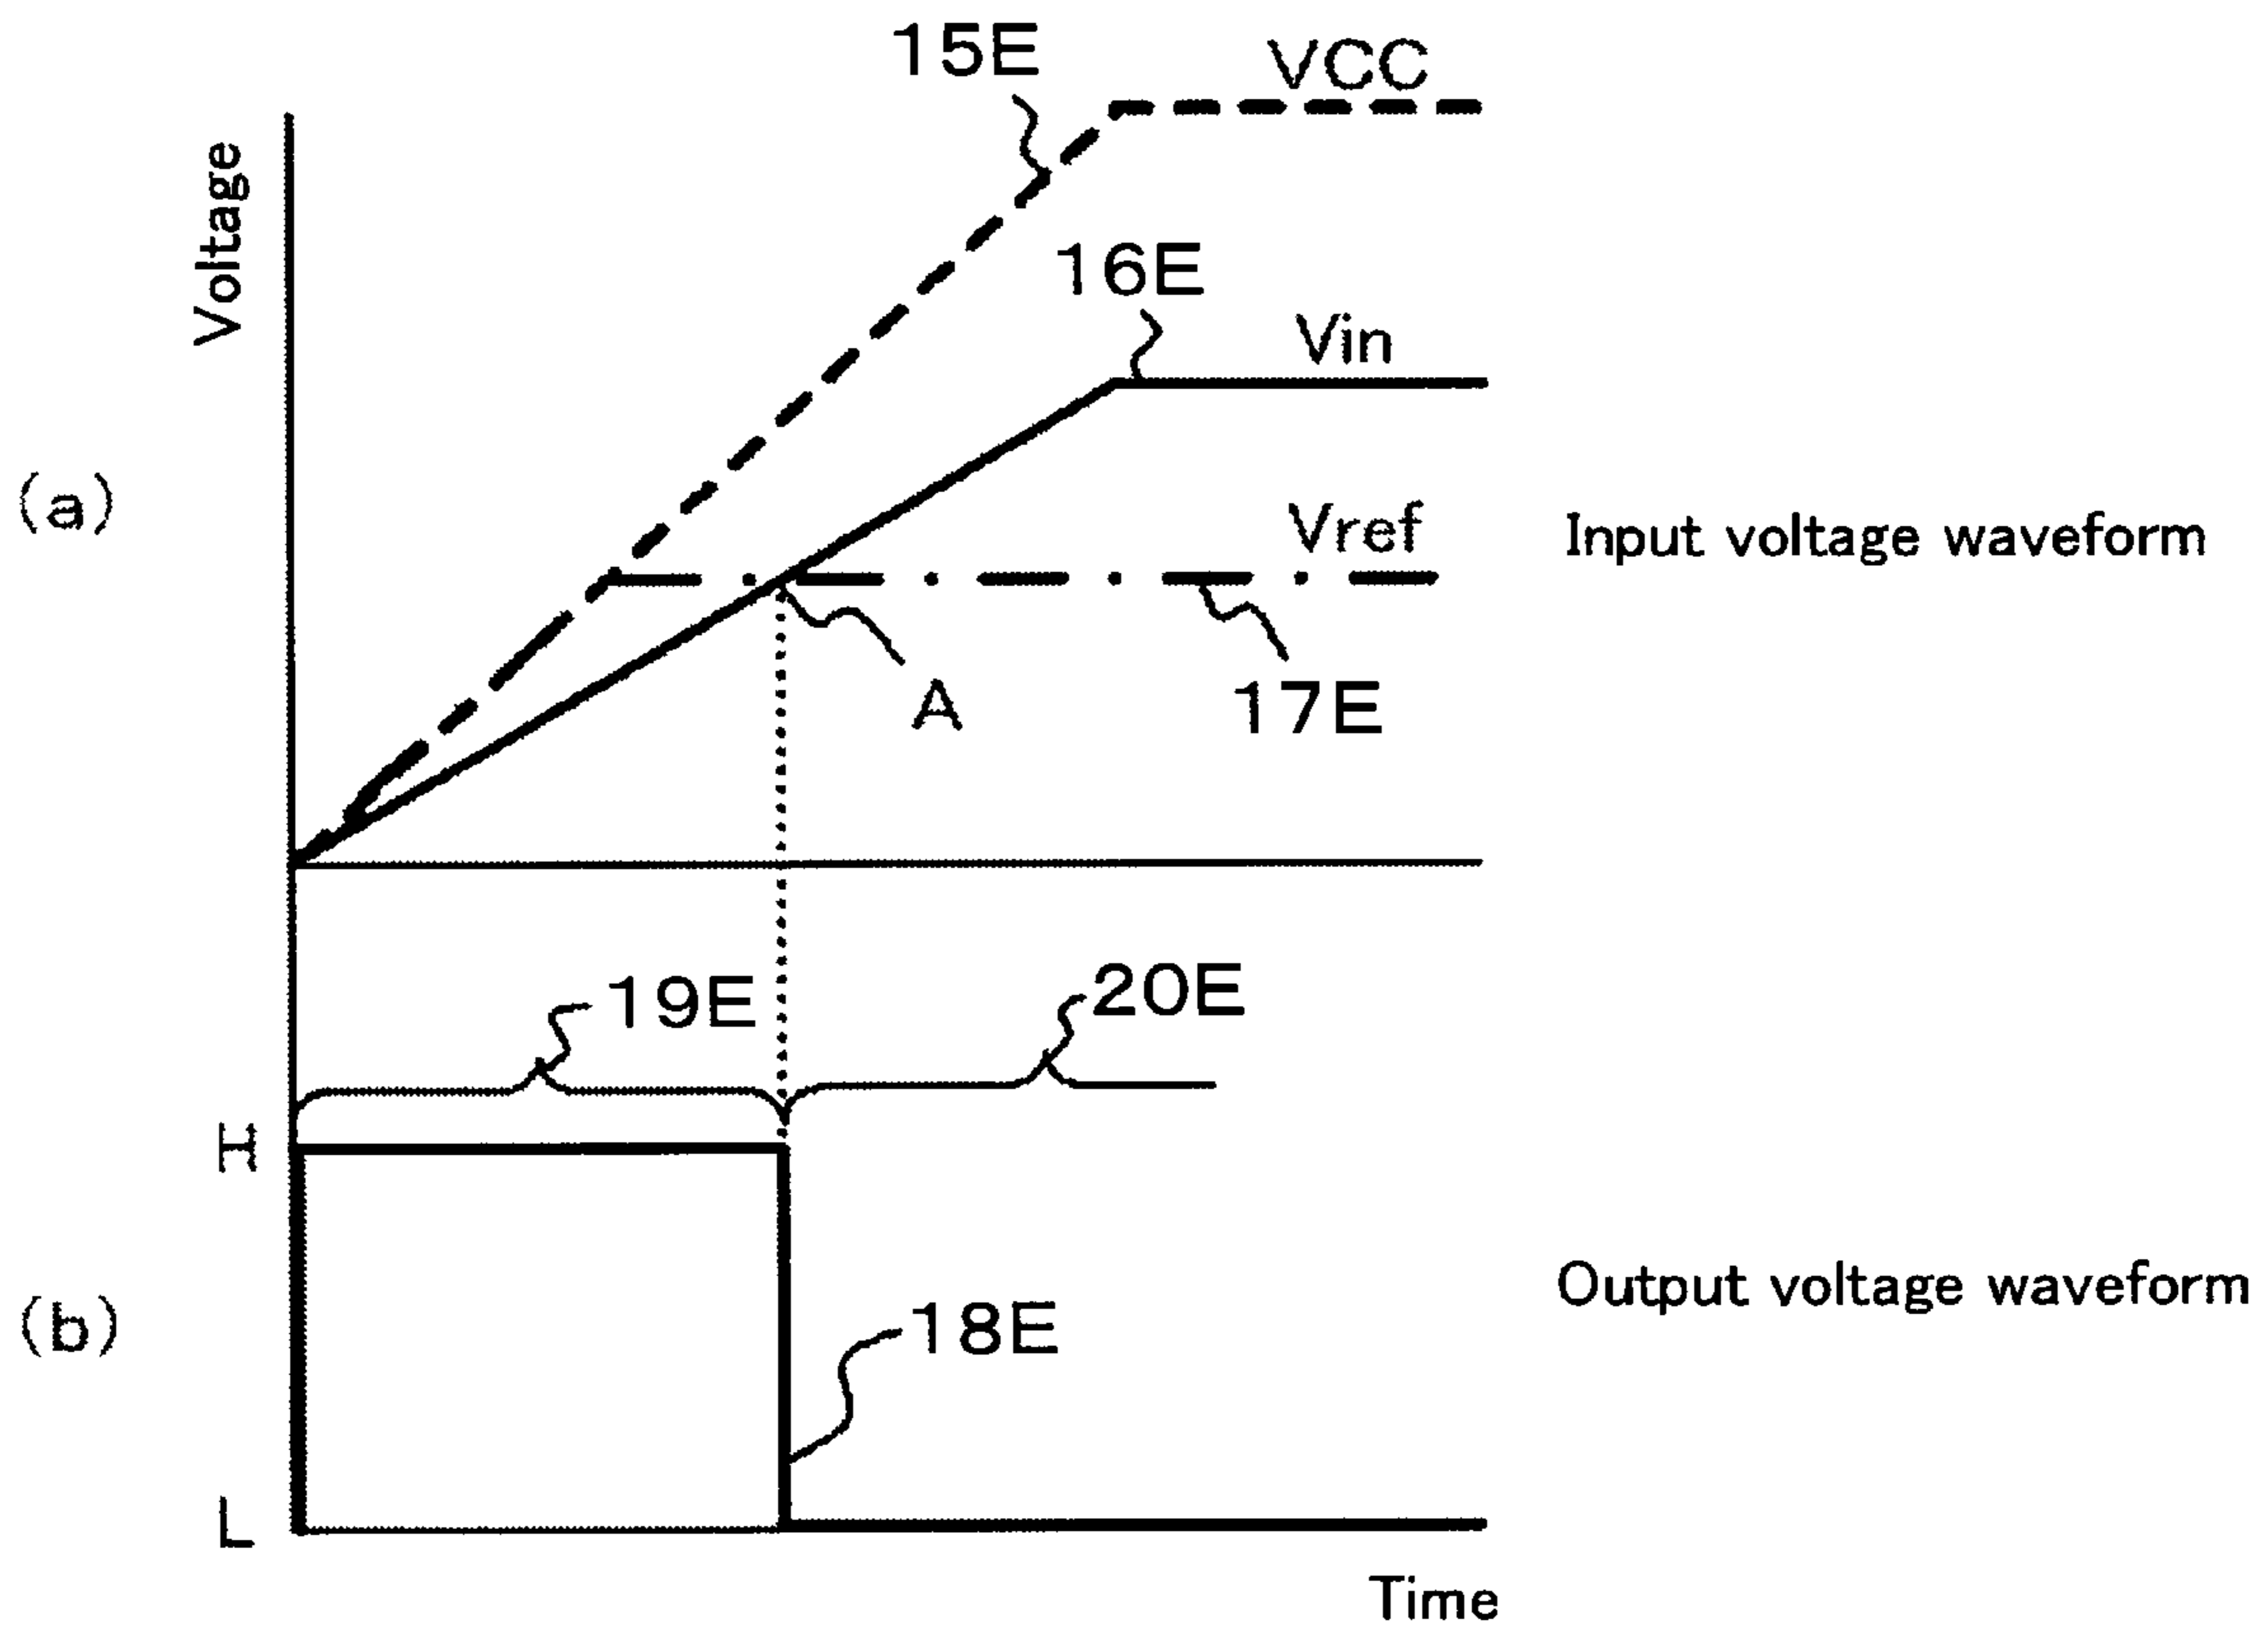 15E
VCC
Voltage
16E
Vin
(a)
Vref
Input voltage waveform
A
17E
19E
20E
H
18E
(b)
Output voltage waveform
L
Time